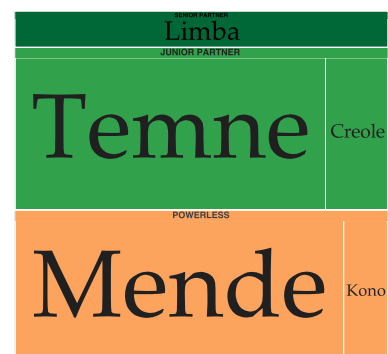 SENIOR PARTNER
Limba
JUNIOR PARTNER
Temne
Creole
POWERLESS
Mende
Kono